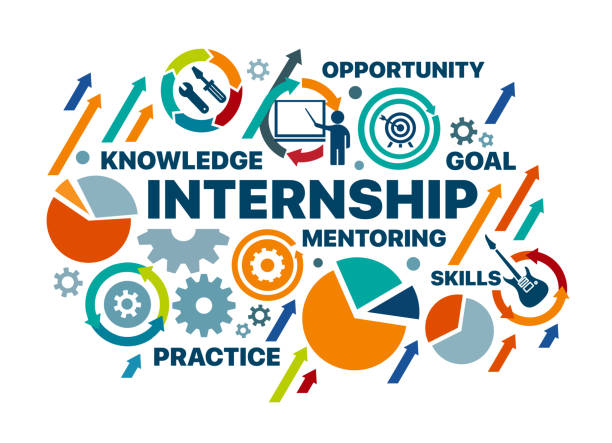 OPPORTUNITY
KNOWLEDGE
GOAL
INTERNSHIP
MENTORING
SKILLS
PRACTICE